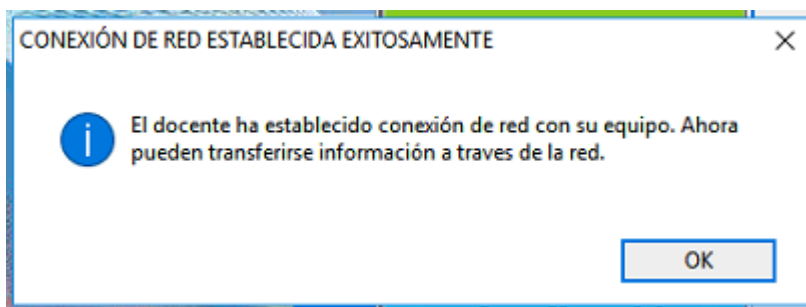 CONEXIÓN DE RED ESTABLECIDA EXITOSAMENTE
El docente ha establecido conexión de red con su equipo. Ahora
pueden transferirse información a traves de la red.
OK